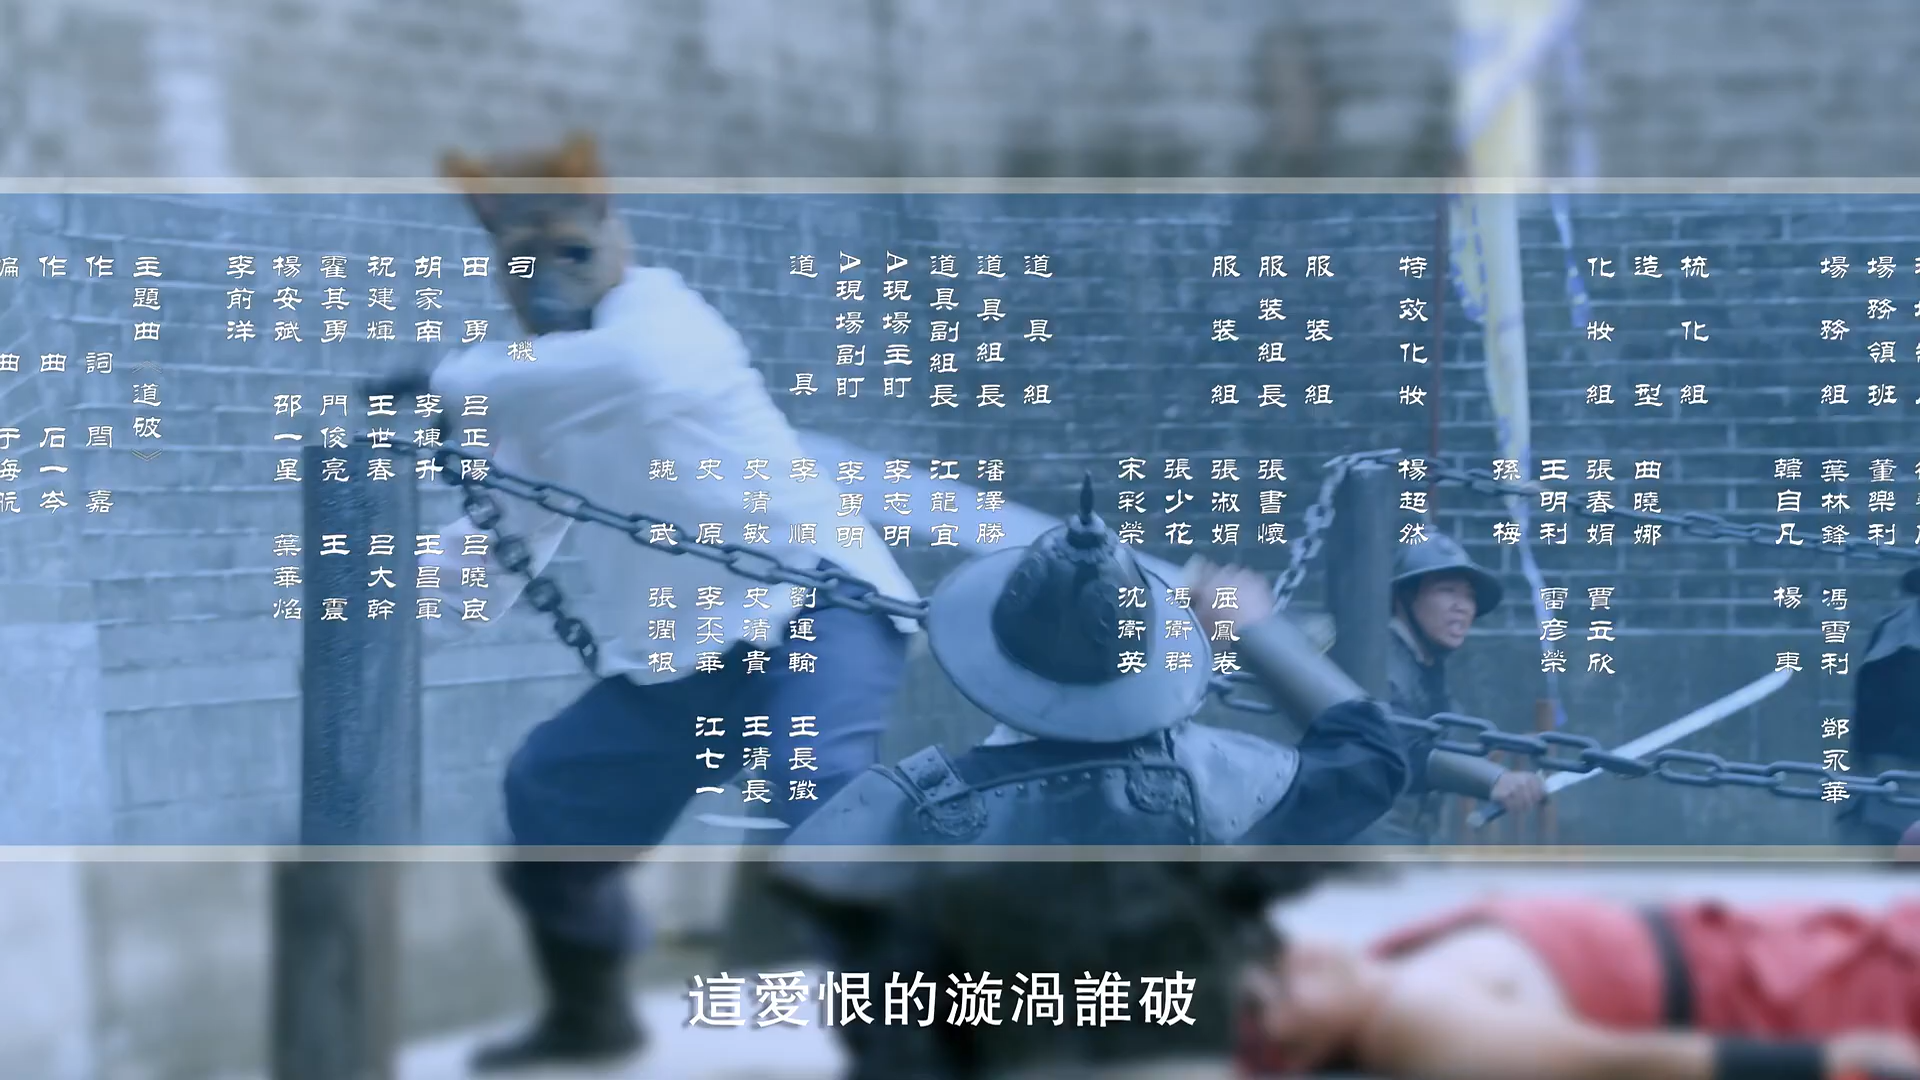 場務領班 董樂利
場務組 葉林鋒 馮雪利 鄧永華
韓自凡 楊東
梳化組
造型 曲曉娜
化妝組 張春娟 賈立欣
王明利 雷彥榮
孫梅
特效化妝 楊超然
服裝組
服裝組長 張書懷
服裝組 張淑娟 屈鳳卷
張少花 馮衛群
宋彩榮 沈衛英
道具組
道具組長 潘澤勝
道具副組長 江龍宜
A現場主盯 李志明
A現場副盯 李勇明
道具 李順 劉運輸 王長徵
史清敏 史清貴 王清長
史原 李奕華 江七一
魏武 張潤根
司機
田勇 呂正陽 呂曉良
胡家南 李棟升 王昌軍
祝建輝 王世春 呂大幹
霍其勇 門俊亮 王震
楊安斌 邵一星 葉華焰
李前洋
主題曲《道破》
作詞 閆嘉
作曲 石一岑
這愛恨的漩渦誰破